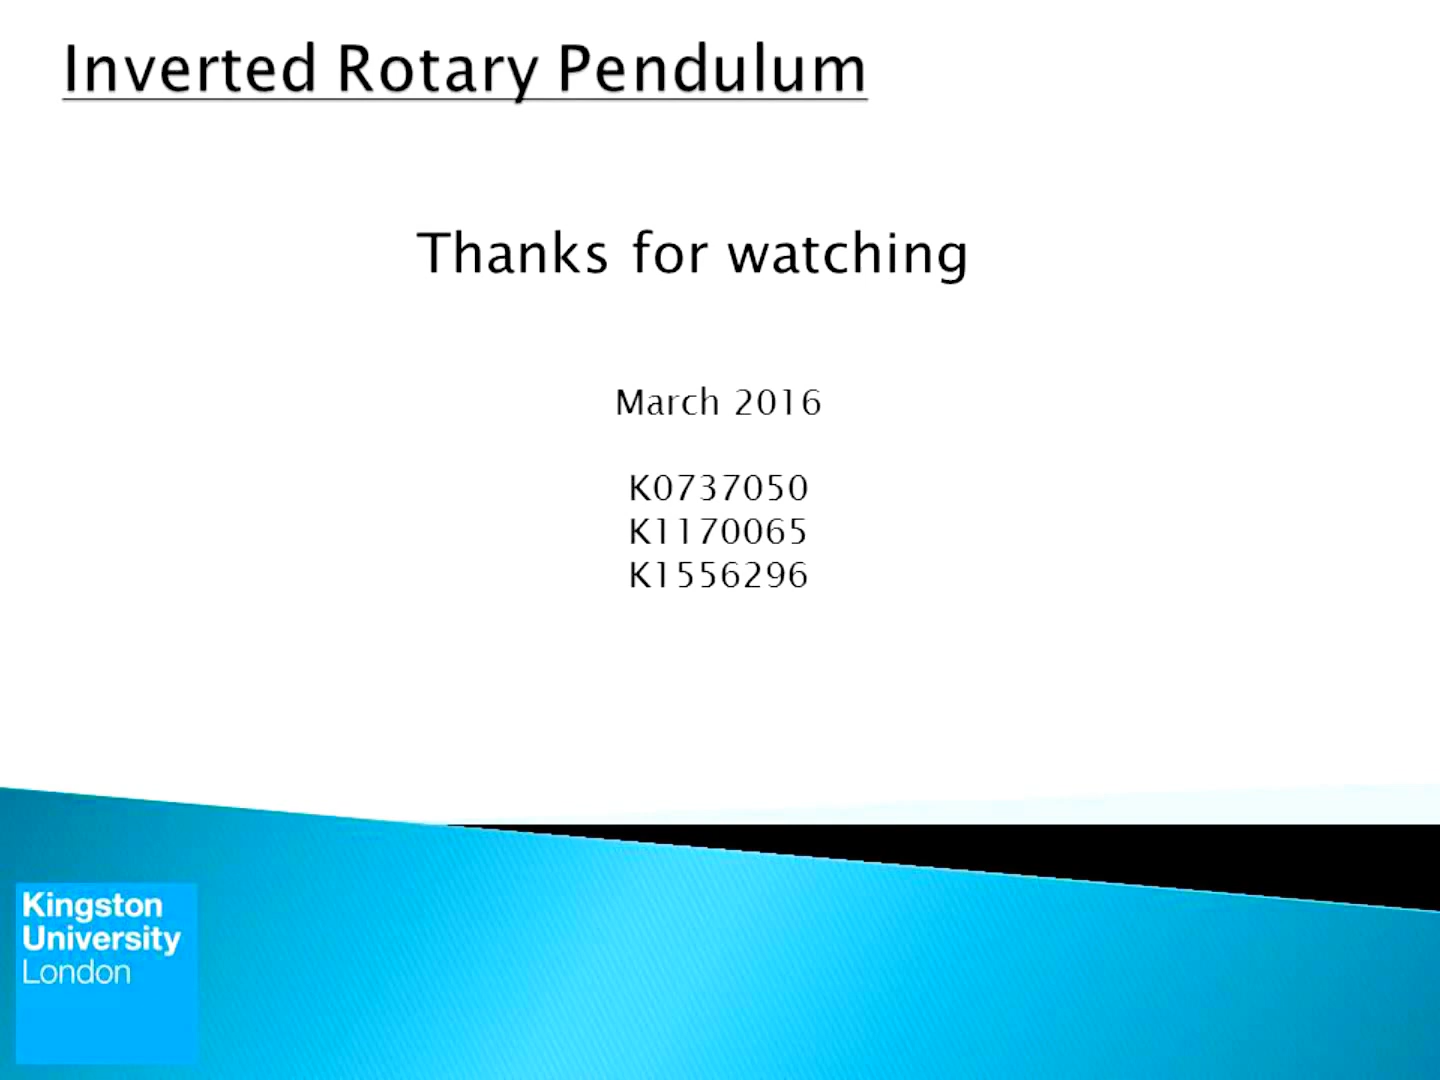 Inverted Rotary Pendulum
Thanks for watching
March 2016
K0737050
K1170065
K1556296
Kingston
University
London